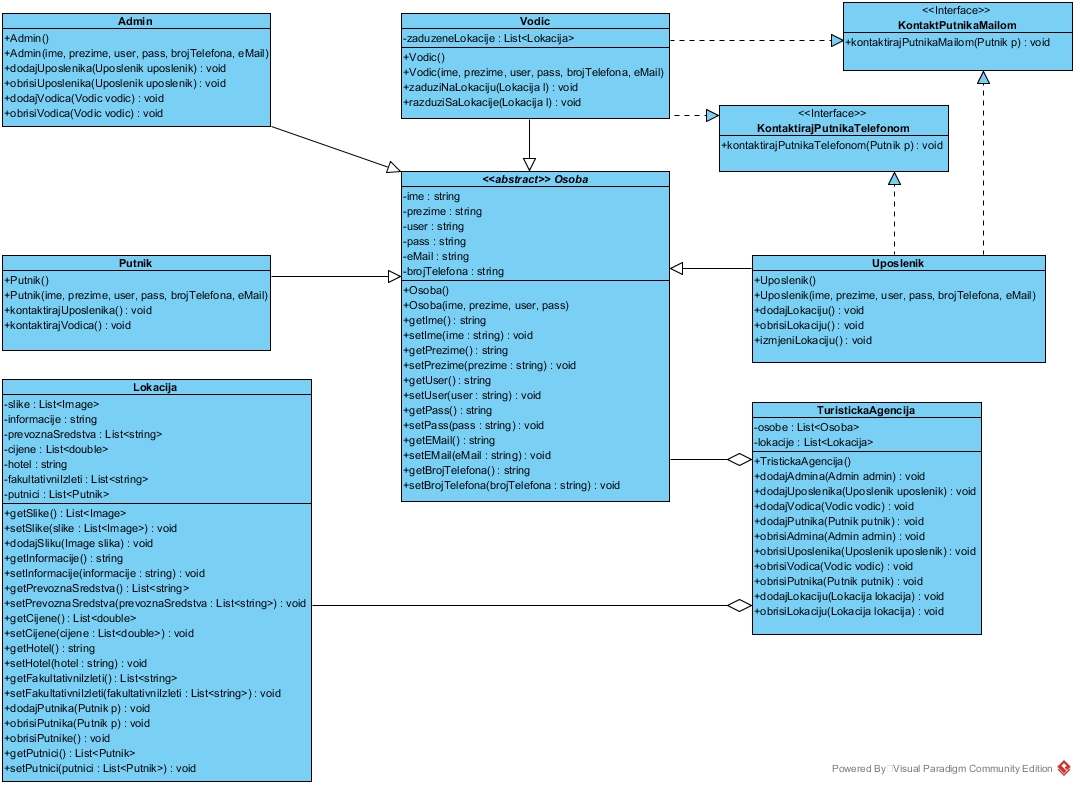 Admin
+Admin()
+Admin(ime, prezime, user, pass, brojTelefona, eMail)
+dodajUposlenika(Uposlenik uposlenik) : void
+obrisiUposlenika(Uposlenik uposlenik) : void
+dodajVodica(Vodic vodic) : void
+obrisiVodica(Vodic vodic) : void
Vodic
-zaduzeneLokacije : List<Lokacija>
+Vodic()
+Vodic(ime, prezime, user, pass, brojTelefona, eMail)
+zaduziNaLokaciju(Lokacija l) : void
+razduziSaLokacije(Lokacija l) : void
<<Interface>>
KontaktPutnikaMailom
+kontakirajPutnikaMailom(Putnik p) : void
<<Interface>>
KontaktirajPutnikaTelefonom
+kontaktirajPutnikaTelefonom(Putnik p) : void
<<abstract>> Osoba
-ime : string
-prezime : string
-user : string
-pass : string
-eMail : string
-brojTelefona : string
+Osoba()
+Osoba(ime, prezime, user, pass)
+getIme() : string
+setIme(ime : string) : void
+getPrezime() : string
+setPrezime(prezime : string) : void
+getUser() : string
+setUser(user : string) : void
+getPass() : string
+setPass(pass : string) : void
+getEMail() : string
+setEMail(eMail : string) : void
+getBrojTelefona() : string
+setBrojTelefona(brojTelefona : string) : void
Putnik
+Putnik()
+Putnik(ime, prezime, user, pass, brojTelefona, eMail)
+kontaktirajUposlenika() : void
+kontaktirajVodica() : void
Uposlenik
+Uposlenik()
+Uposlenik(ime, prezime, user, pass, brojTelefona, eMail)
+dodajLokaciju() : void
+obrisiLokaciju() : void
+izmjeniLokaciju() : void
Lokacija
-slike : List<Image>
-informacije : string
-prevoznaSredstva : List<string>
-cijene : List<double>
-hotel : string
-fakultativniIzleti : List<string>
-putnici : List<Putnik>
+getSlike() : List<Image>
+setSlike(slike : List<Image>) : void
+dodajSliku(Image slika) : void
+getInformacije() : string
+setInformacije(informacije : string) : void
+getPrevoznaSredstva() : List<string>
+setPrevoznaSredstva(prevoznaSredstva : List<string>) : void
+getCijene() : List<double>
+setCijene(cijene : List<double>) : void
+getHotel() : string
+setHotel(hotel : string) : void
+getFakultativniIzleti() : List<string>
+setFakultativniIzleti(fakultativniIzleti : List<string>) : void
+dodajPutnika(Putnik p) : void
+obrisiPutnika(Putnik p) : void
+obrisiPutnike() : void
+getPutnici() : List<Putnik>
+setPutnici(putnici : List<Putnik>) : void
TuristickaAgencija
-osobe : List<Osoba>
-lokacije : List<Lokacija>
+TristickaAgencija()
+dodajAdmina(Admin admin) : void
+dodajUposlenika(Uposlenik uposlenik) : void
+dodajVodica(Vodic vodic) : void
+dodajPutnika(Putnik putnik) : void
+obrisiAdmina(Admin admin) : void
+obrisiUposlenika(Uposlenik uposlenik) : void
+obrisiVodica(Vodic vodic) : void
+obrisiPutnika(Putnik putnik) : void
+dodajLokaciju(Lokacija lokacija) : void
+obrisiLokaciju(Lokacija lokacija) : void
Powered By Visual Paradigm Community Edition